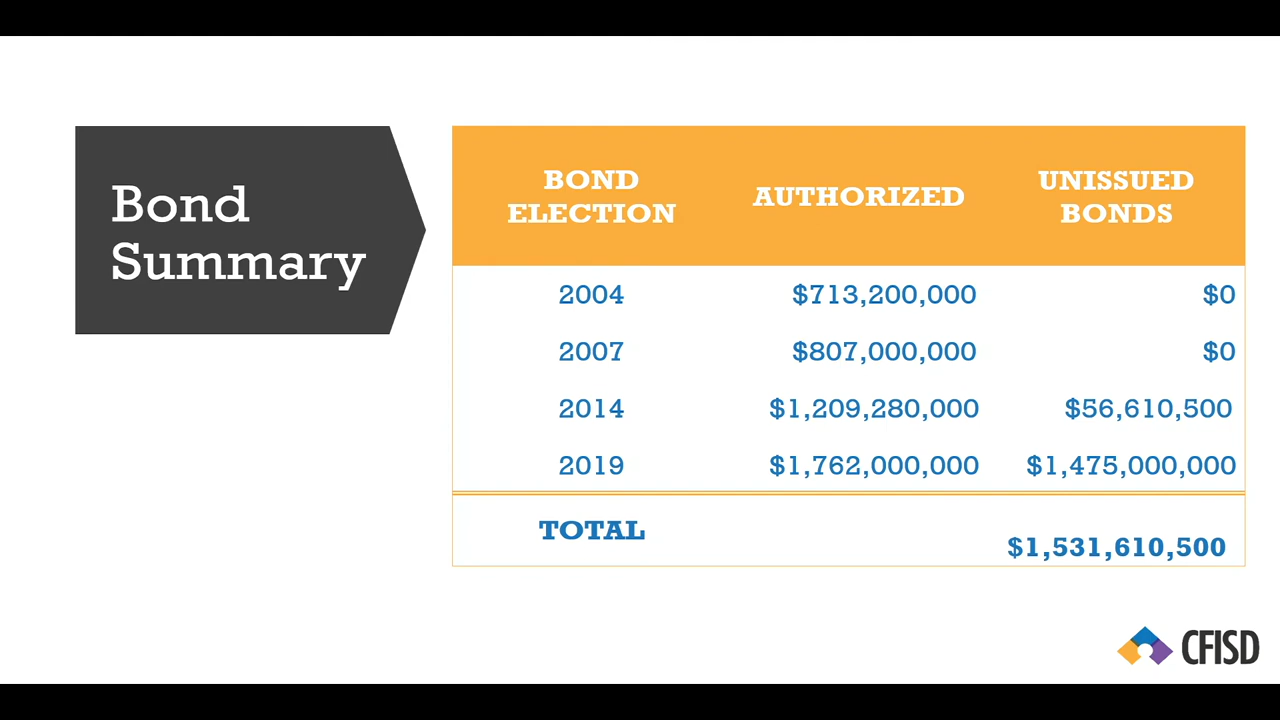 Bond
Summary
BOND ELECTION AUTHORIZED UNISSUED BONDS
2004 $713,200,000 $0
2007 $807,000,000 $0
2014 $1,209,280,000 $56,610,500
2019 $1,762,000,000 $1,475,000,000
TOTAL $1,531,610,500
CFISD